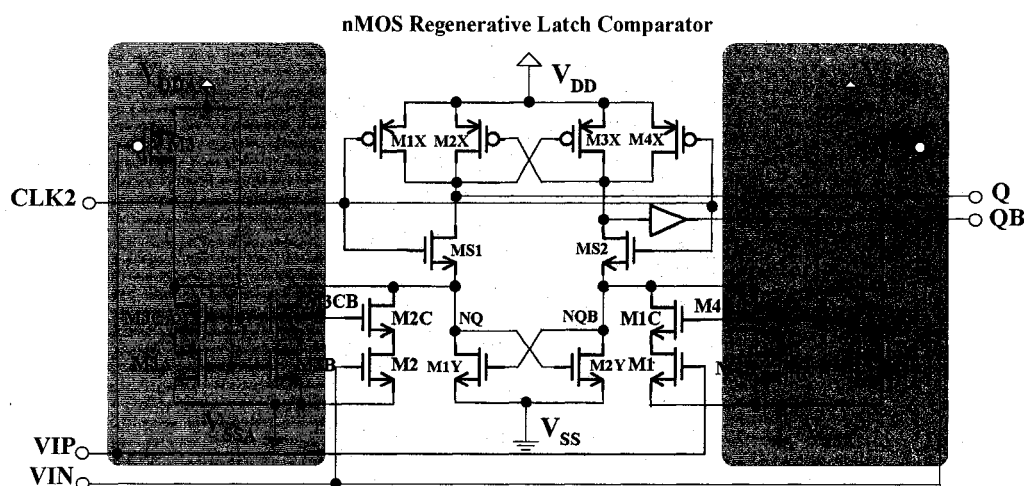 nMOS Regenerative Latch Comparator
VDD
M1X M2X M3X M4X
CLK2
Q
QB
MS1
MS2
M2C
NQ
NQB
M1C
M4
M2
M1Y
M2Y
M1
VSS
VIP
VIN